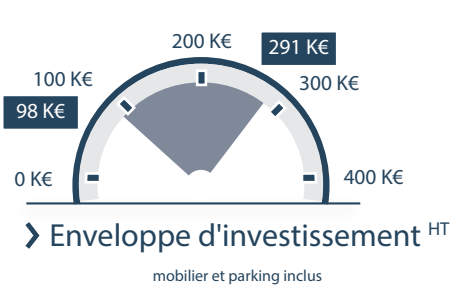 200 K€
291 K€
100 K€
300 K€
98 K€
0 K€
400 K€
Enveloppe d'investissement HT
mobilier et parking inclus